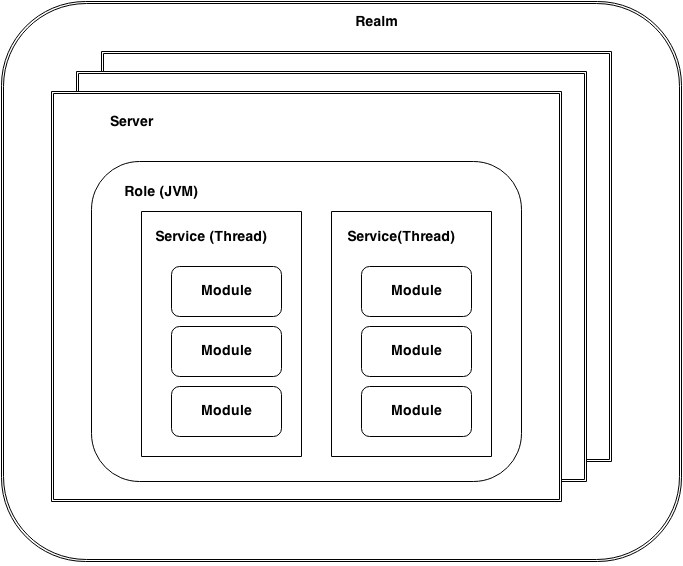 Realm
Server
Role (JVM)
Service (Thread)
Service(Thread)
Module
Module
Module
Module
Module
Module